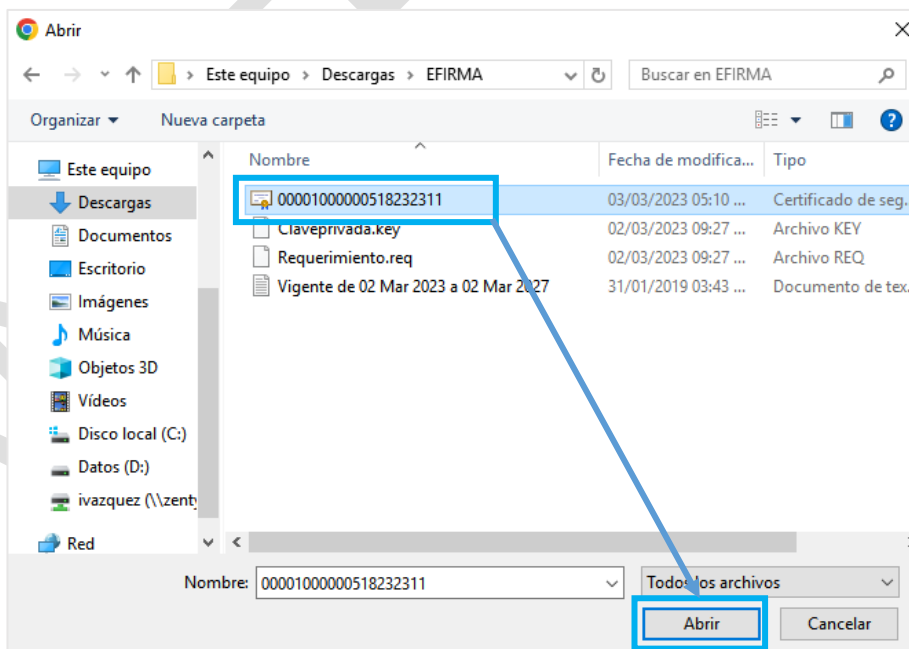 Abrir
Este equipo > Descargas > EFIRMA
Buscar en EFIRMA
Organizar
Nueva carpeta
Nombre
Fecha de modifica...
Tipo
Este equipo
Descargas
Documentos
Escritorio
Imágenes
Música
Objetos 3D
Vídeos
Disco local (C:)
Datos (D:)
ivazquez (\\zenty
Red
00001000000518232311 03/03/2023 05:10 ... Certificado de seg.
Claveprivada.key 02/03/2023 09:27 ... Archivo KEY
Requerimiento.req 02/03/2023 09:27 ... Archivo REQ
Vigente de 02 Mar 2023 a 02 Mar 2027 31/01/2019 03:43 ... Documento de tex.
Nombre: 00001000000518232311
Todos los archivos
Abrir
Cancelar